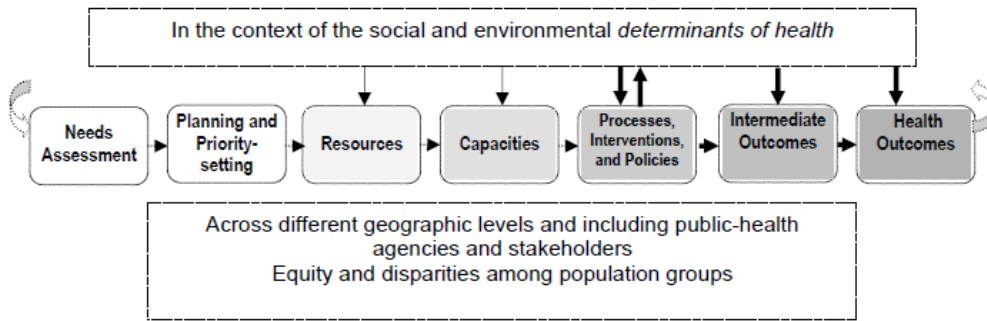 In the context of the social and environmental determinants of health
Needs
Assessment
Planning and
Priority-
setting
Resources
Capacities
Processes,
Interventions,
and Policies
Intermediate
Outcomes
Health
Outcomes
Across different geographic levels and including public-health
agencies and stakeholders
Equity and disparities among population groups